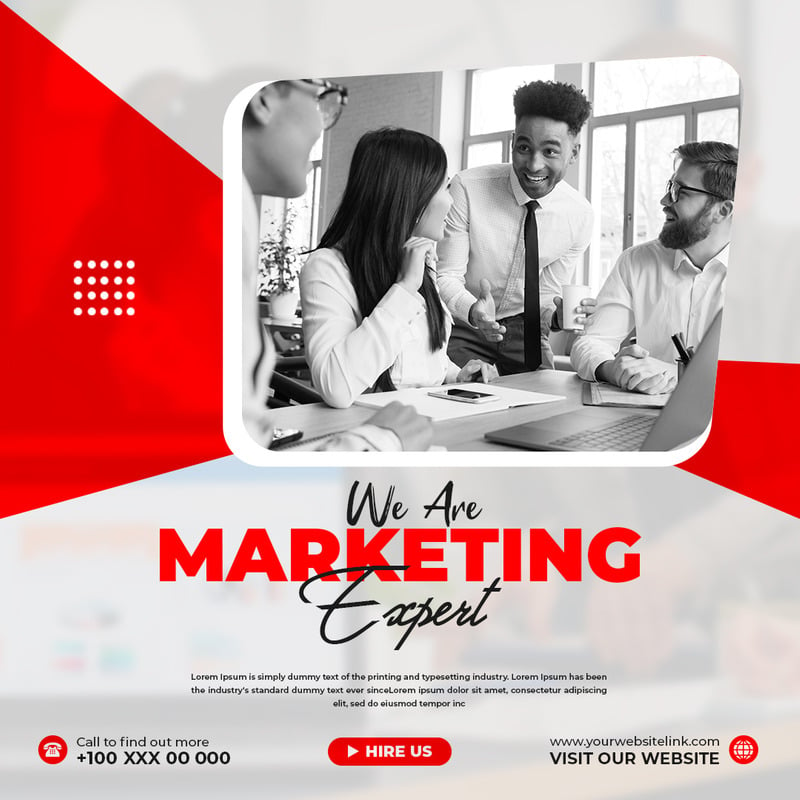 We Are
MARKETING
Expert
Lorem Ipsum is simply dummy text of the printing and typesetting industry. Lorem Ipsum has been
the industry's standard dummy text ever sinceLorem ipsum dolor sit amet, consectetur adipiscing
elit, sed do eiusmod tempor inc
Call to find out more
+100 XXX 00 000
HIRE US
www.yourwebsitelink.com
VISIT OUR WEBSITE